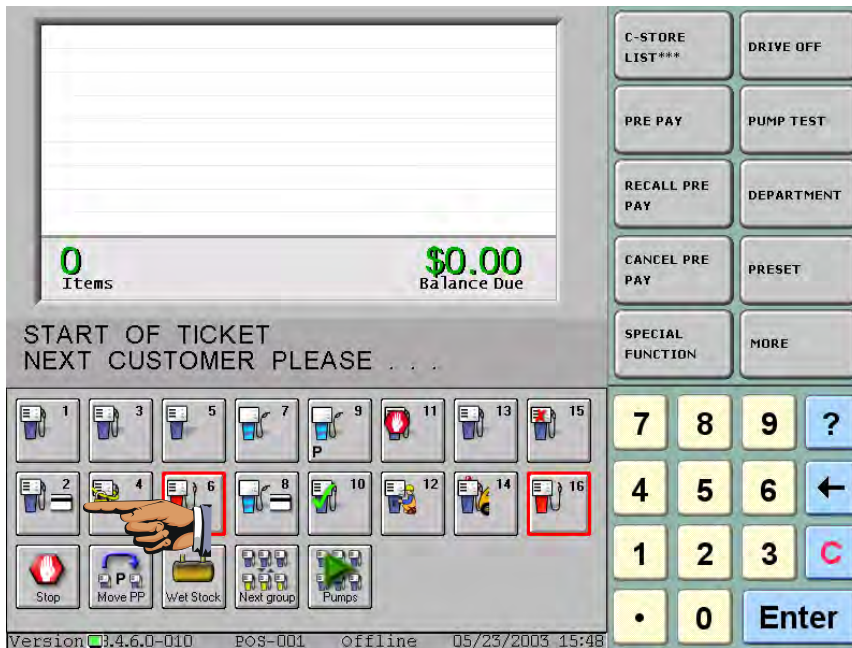 0
Items
$0.00
Balance Due
START OF TICKET
NEXT CUSTOMER PLEASE . . .
C-STORE
LIST***
DRIVE OFF
PRE PAY
PUMP TEST
RECALL PRE
PAY
DEPARTMENT
CANCEL PRE
PAY
PRESET
SPECIAL
FUNCTION
MORE
1 3 5 7 9 11 13 15
P
2 4 6 8 10 12 14 16
P
Stop Move PP Wet Stock Next group Pumps
7 8 9 ?
4 5 6 ←
1 2 3 C
. 0 Enter
Version .4.6.0-010 POS-001 Offline 05/23/2003 15:48